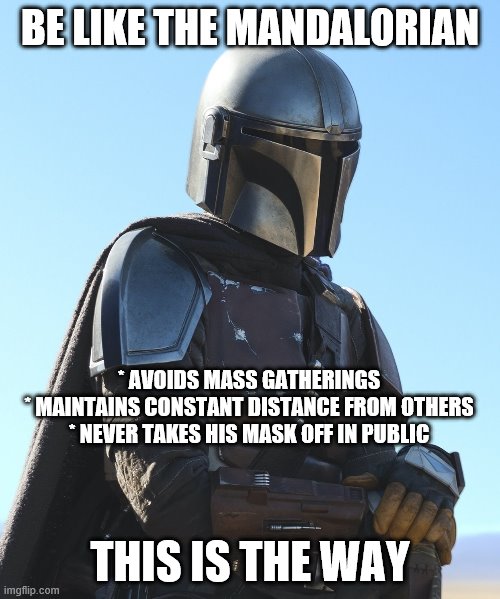 BE LIKE THE MANDALORIAN
* AVOIDS MASS GATHERINGS
* MAINTAINS CONSTANT DISTANCE FROM OTHERS
* NEVER TAKES HIS MASK OFF IN PUBLIC
THIS IS THE WAY
imgflip.com